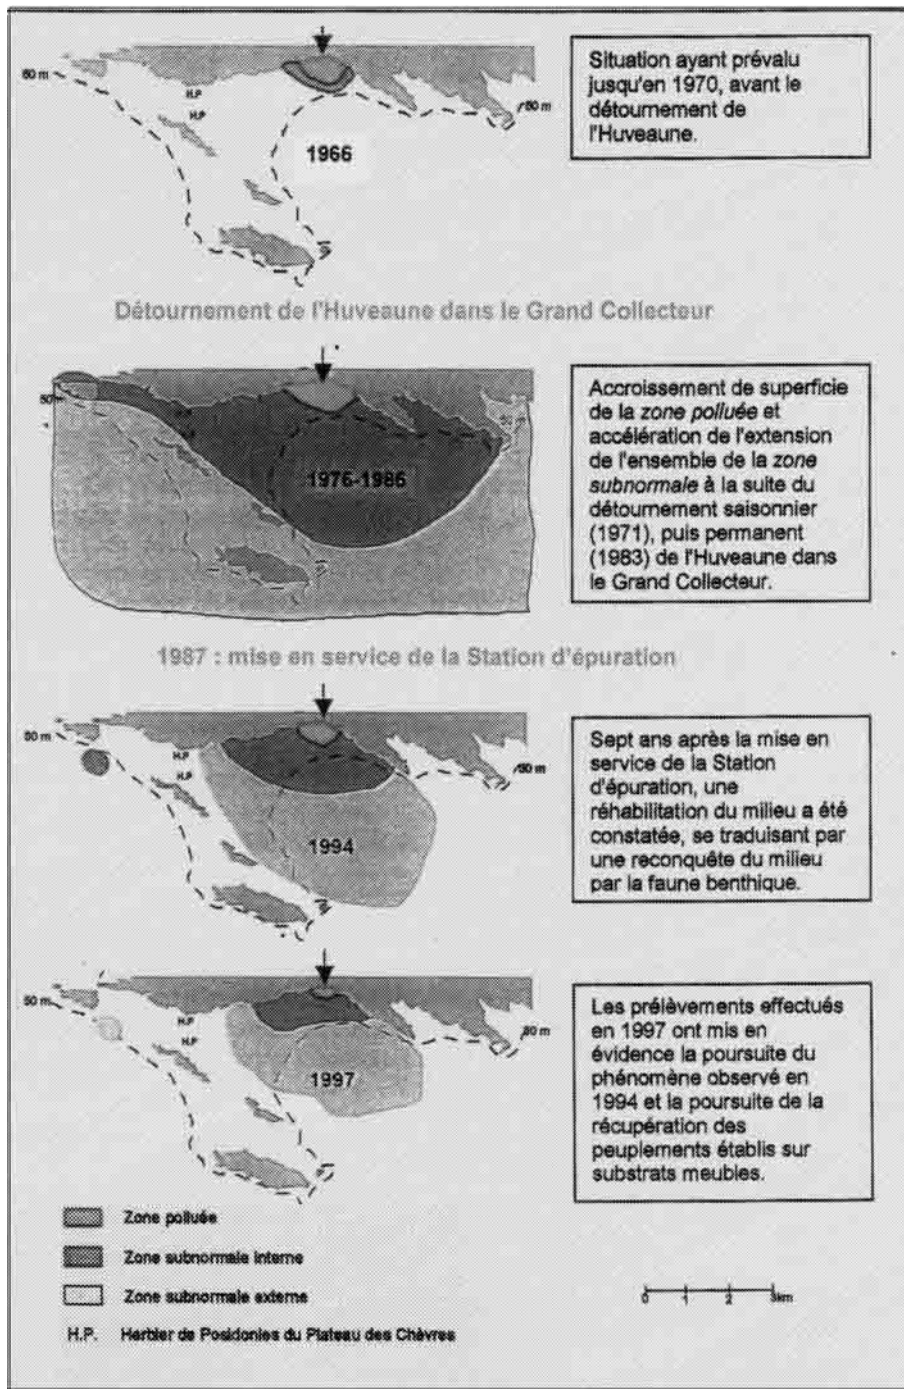 50 m
H.P
H.P
50 m
1966
Situation ayant prévalu
jusqu'en 1970, avant le
détournement de
l'Huveaune.
Détournement de l'Huveaune dans le Grand Collecteur
50
50 m
1976-1986
Accroissement de superficie
de la zone polluée et
accélération de l'extension
de l'ensemble de la zone
subnormale à la suite du
détournement saisonnier
(1971), puis permanent
(1983) de l'Huveaune dans
le Grand Collecteur.
1987 : mise en service de la Station d'épuration
50 m
H.P
H.P
50 m
1994
Sept ans après la mise en
service de la Station
d'épuration, une
réhabilitation du milieu a été
constatée, se traduisant par
une reconquête du milieu
par la faune benthique.
50 m
H.P
H.P
50 m
1997
Les prélèvements effectués
en 1997 ont mis en
évidence la poursuite du
phénomène observé en
1994 et la poursuite de la
récupération des
peuplements établis sur
substrats meubles.
Zone polluée
Zone subnormale interne
Zone subnormale externe
H.P. Herbier de Posidonies du Plateau des Chèvres
0 1 2 3km